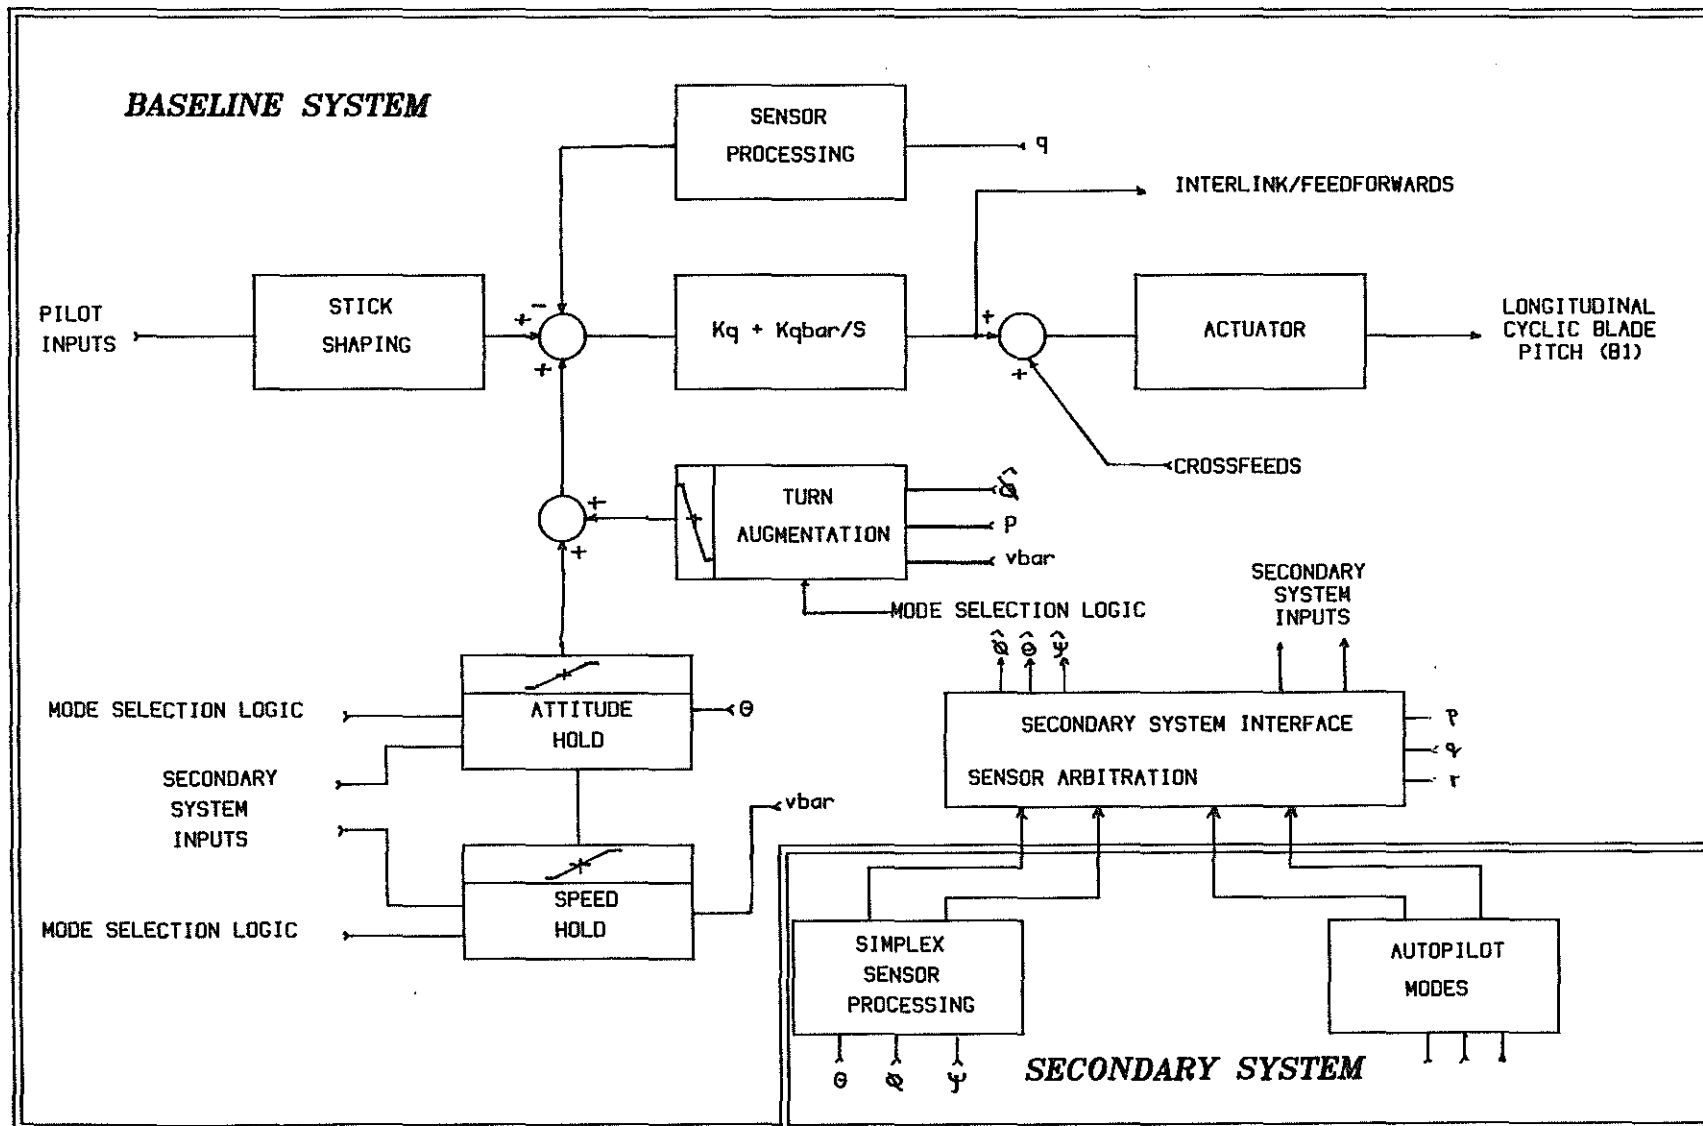 BASELINE SYSTEM
SENSOR
PROCESSING
q
INTERLINK/FEEDFORWARDS
PILOT
INPUTS
STICK
SHAPING
+
-
+
Kq + Kqbar/S
+
+
ACTUATOR
LONGITUDINAL
CYCLIC BLADE
PITCH (B1)
CROSSFEEDS
+
+
TURN
AUGMENTATION
p
vbar
MODE SELECTION LOGIC
SECONDARY
SYSTEM
INPUTS
φ̂ θ̂ ψ̂
MODE SELECTION LOGIC
ATTITUDE
HOLD
θ
SECONDARY SYSTEM INTERFACE
SENSOR ARBITRATION
p
q
r
SECONDARY
SYSTEM
INPUTS
vbar
MODE SELECTION LOGIC
SPEED
HOLD
SIMPLEX
SENSOR
PROCESSING
θ φ ψ
AUTOPILOT
MODES
SECONDARY SYSTEM